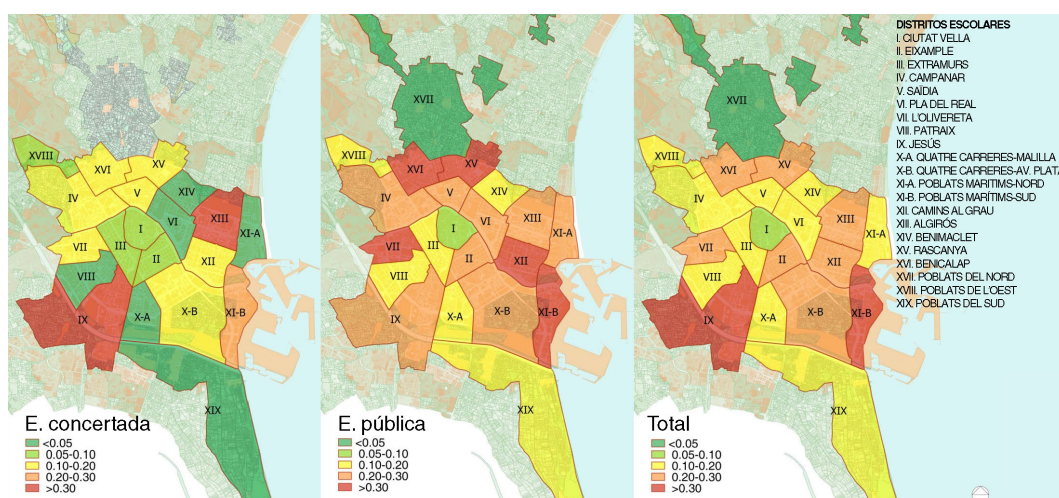 XVII
XVII
XVIII
XVI
XV
XIV
IV
V
VI
XIII
XI-A
I
III
II
VII
VIII
XII
IX
X-A
X-B
XI-B
XIX
E. concertada
<0.05
0.05-0.10
0.10-0.20
0.20-0.30
>0.30
XVIII
XVI
XV
XIV
IV
V
VI
XIII
XI-A
I
III
II
VII
VIII
XII
IX
X-A
X-B
XI-B
XIX
E. pública
<0.05
0.05-0.10
0.10-0.20
0.20-0.30
>0.30
XVIII
XVI
XV
XIV
IV
V
VI
XIII
XI-A
I
III
II
VII
VIII
XII
IX
X-A
X-B
XI-B
XIX
Total
<0.05
0.05-0.10
0.10-0.20
0.20-0.30
>0.30
DISTRITOS ESCOLARES
I. CIUTAT VELLA
II. EIXAMPLE
III. EXTRAMURS
IV. CAMPANAR
V. SAÏDIA
VI. PLA DEL REAL
VII. L'OLIVERETA
VIII. PATRAIX
IX. JESÚS
X-A. QUATRE CARRERES-MALILLA
X-B. QUATRE CARRERES-AV. PLATA
XI-A. POBLATS MARITIMS-NORD
XI-B. POBLATS MARÍTIMS-SUD
XII. CAMINS AL GRAU
XIII. ALGIRÓS
XIV. BENIMACLET
XV. RASCANYA
XVI. BENICALAP
XVII. POBLATS DEL NORD
XVIII. POBLATS DE L'OEST
XIX. POBLATS DEL SUD